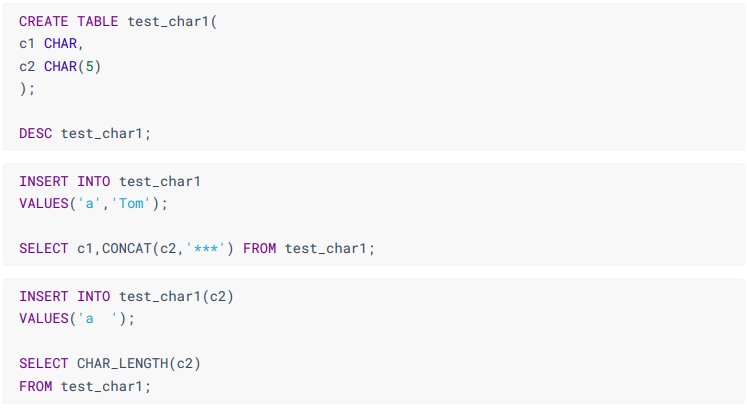 CREATE TABLE test_char1(
c1 CHAR,
c2 CHAR(5)
);
DESC test_char1;
INSERT INTO test_char1
VALUES('a','Tom');
SELECT c1,CONCAT(c2,'***') FROM test_char1;
INSERT INTO test_char1(c2)
VALUES('a  ');
SELECT CHAR_LENGTH(c2)
FROM test_char1;